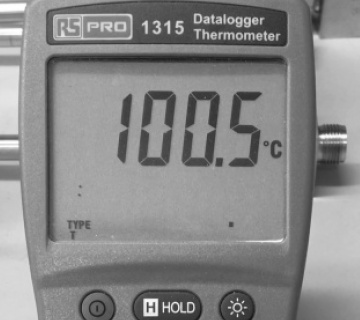 RS PRO 1315 Datalogger
Thermometer
100.5 °C
:
TYPE
T
H HOLD